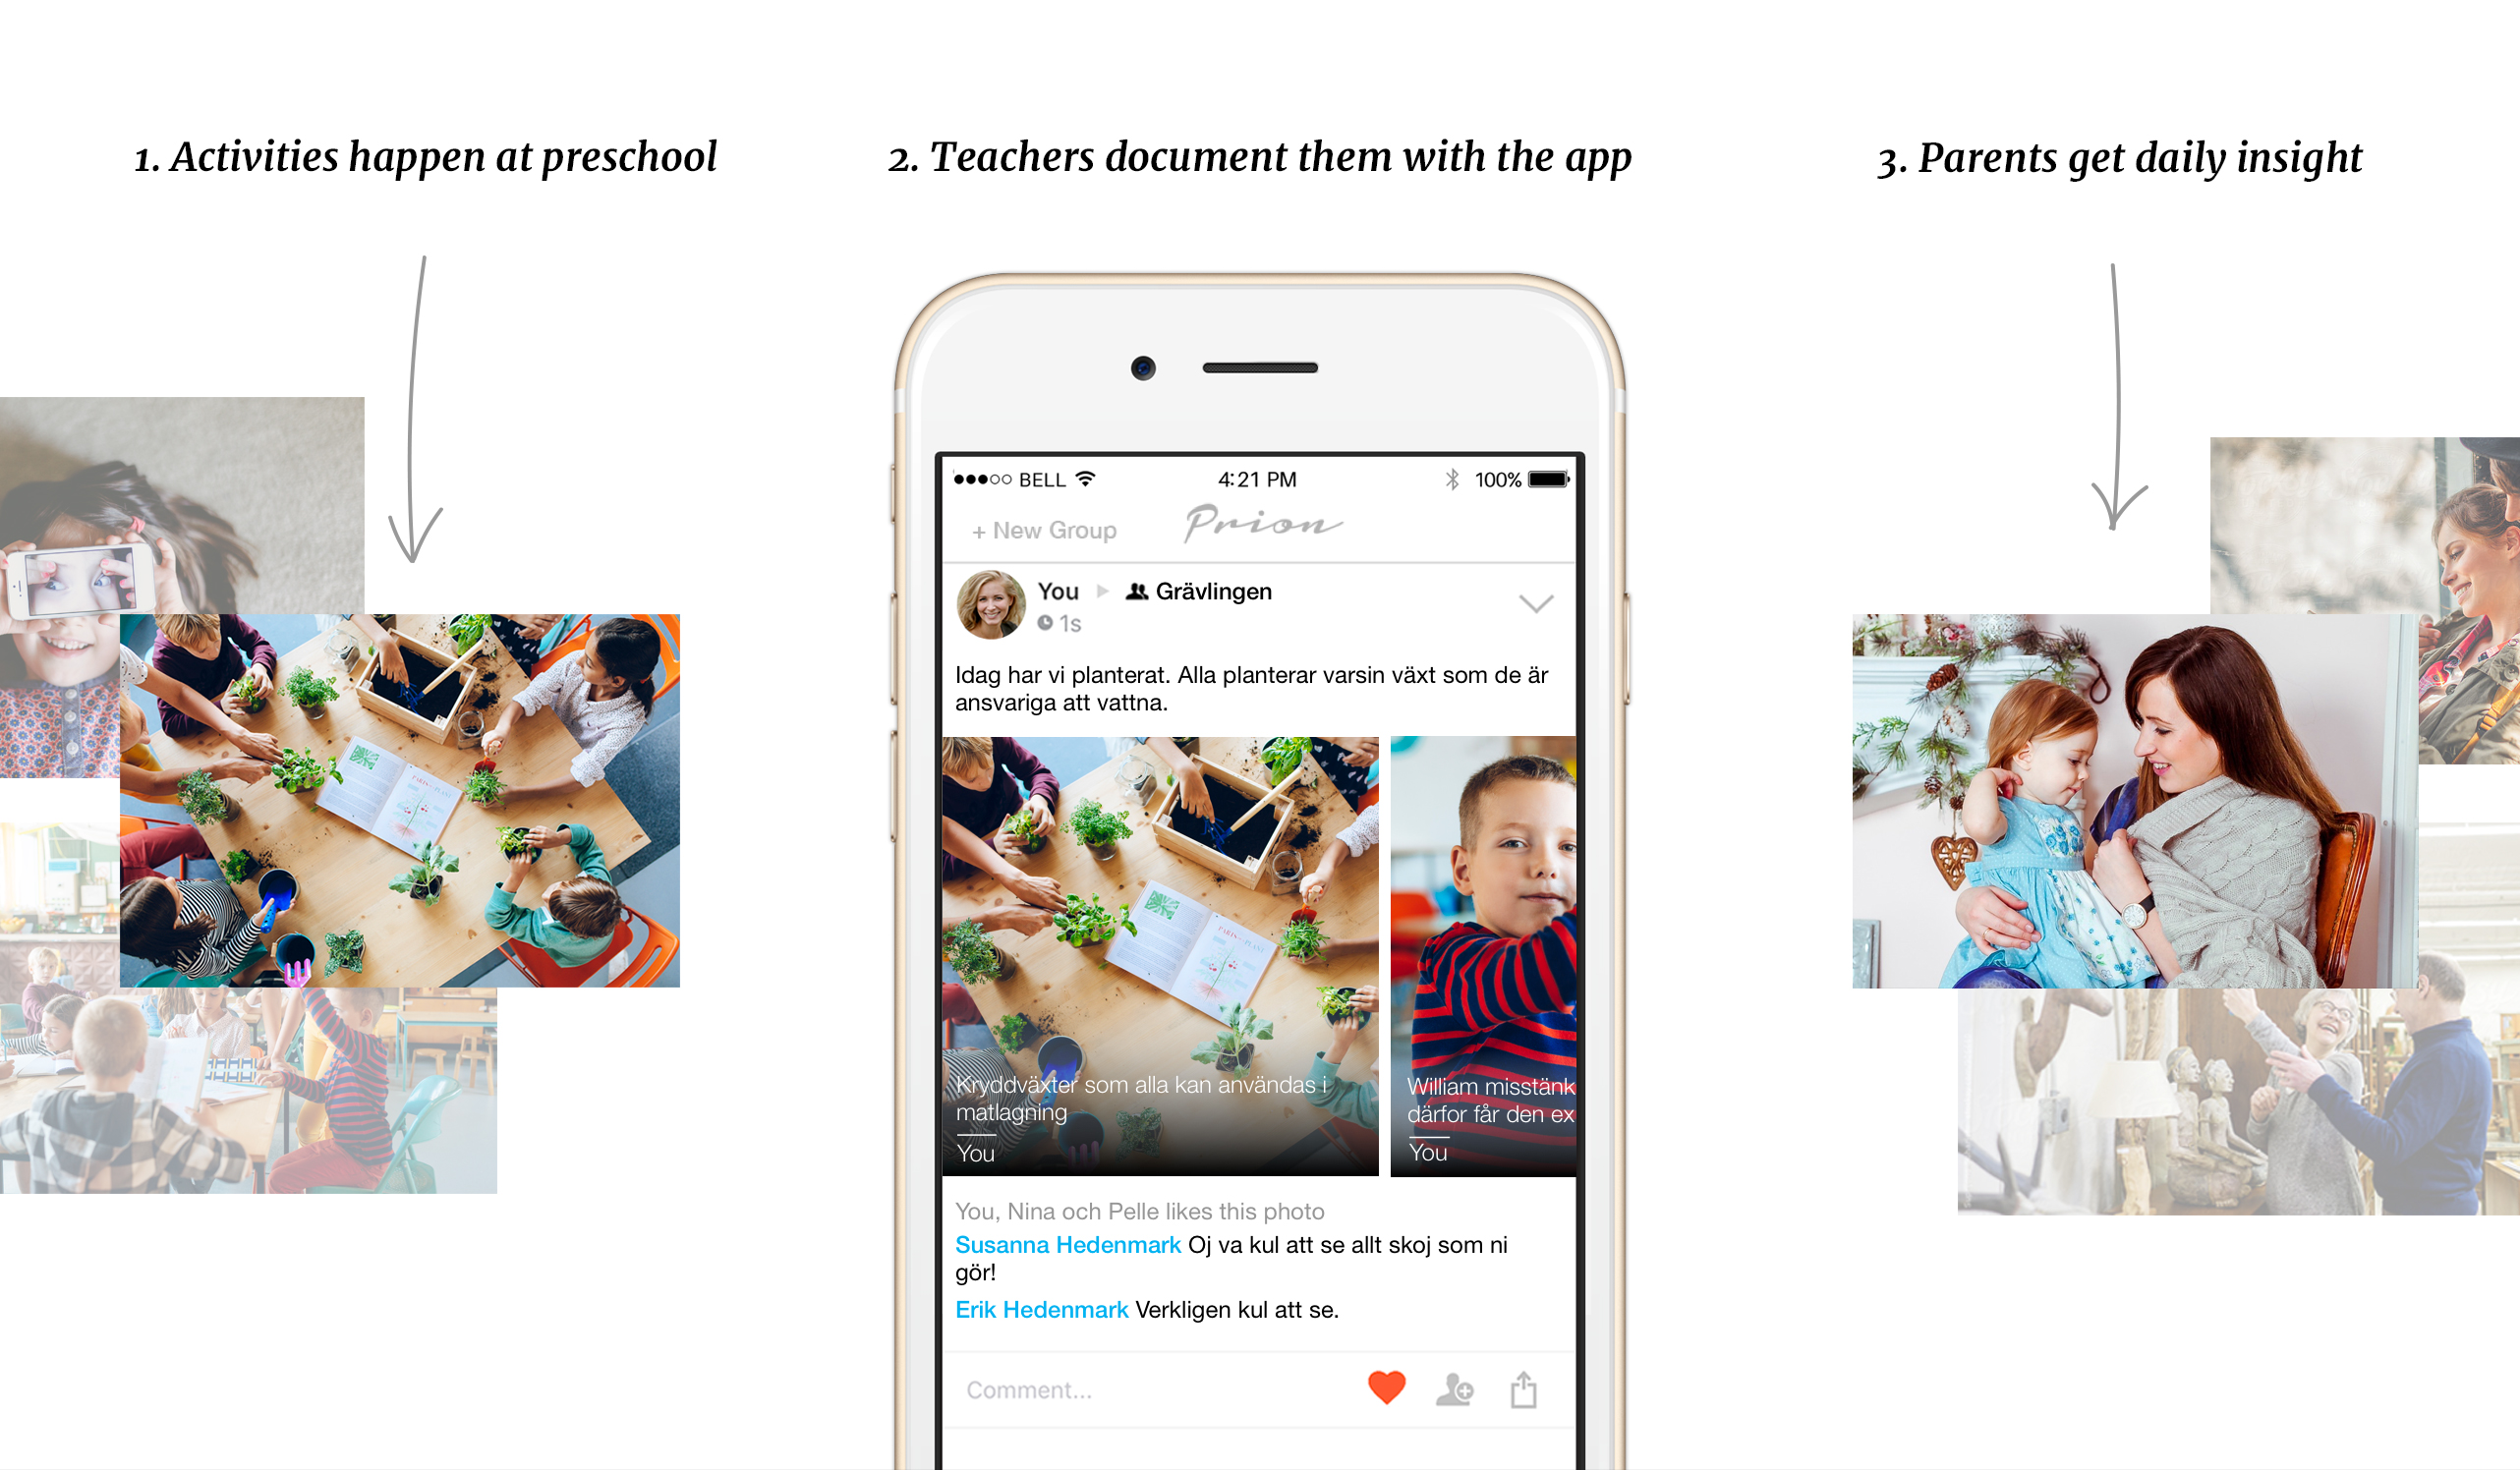 1. Activities happen at preschool
2. Teachers document them with the app
3. Parents get daily insight
BELL
4:21 PM
100%
+ New Group
Prion
You
Grävlingen
1s
Idag har vi planterat. Alla planterar varsin växt som de är
ansvariga att vattna.
Kryddväxter som alla kan användas i
matlagning
You
William misstänk
därfor får den ex
You
You, Nina och Pelle likes this photo
Susanna Hedenmark Oj va kul att se allt skoj som ni
gör!
Erik Hedenmark Verkligen kul att se.
Comment...